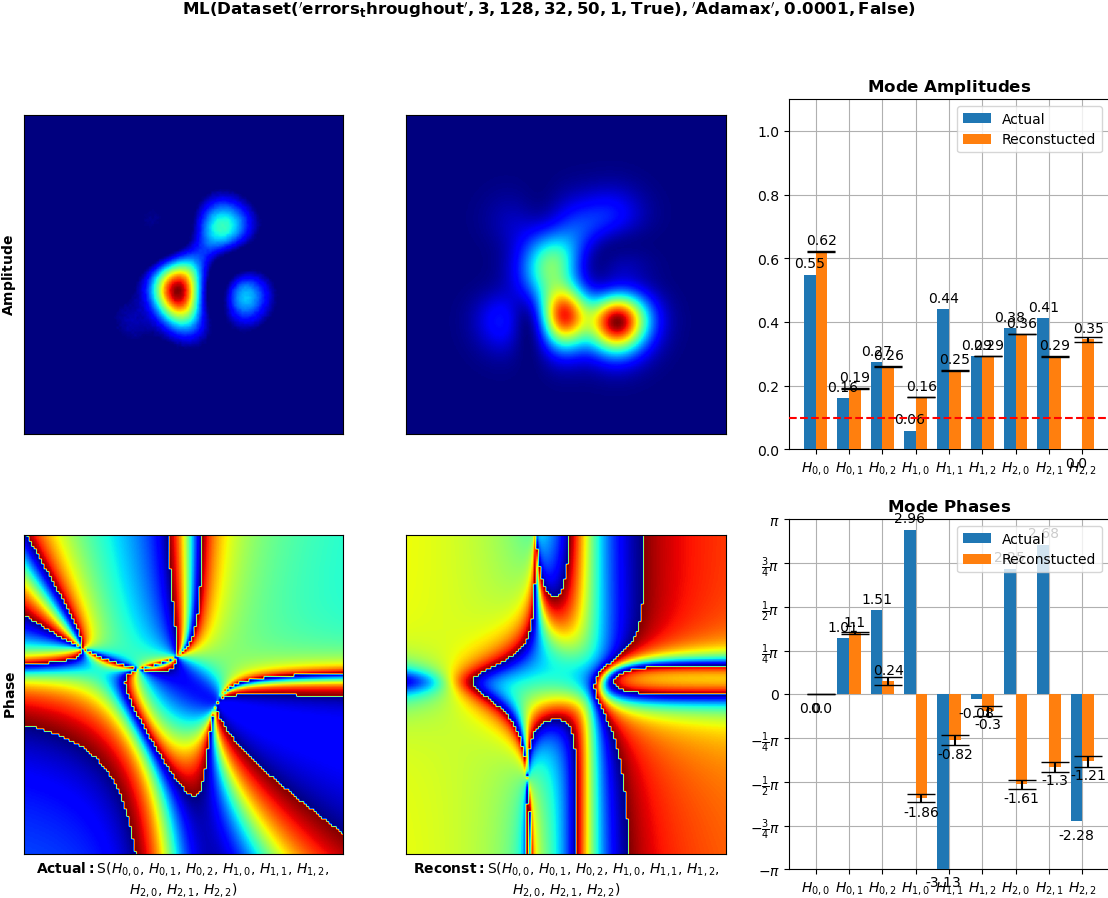 ML(Dataset('errors_throughout', 3, 128, 32, 50, 1, True), 'Adamax', 0.0001, False)
Amplitude
Mode Amplitudes
Actual
Reconstucted
1.0
0.8
0.6
0.4
0.2
0.0
0.55
0.62
0.16
0.19
0.27
0.26
0.06
0.16
0.44
0.25
0.29
0.29
0.38
0.36
0.41
0.29
0.0
0.35
H0,0 H0,1 H0,2 H1,0 H1,1 H1,2 H2,0 H2,1 H2,2
Phase
Mode Phases
Actual
Reconstucted
π
3/4π
1/2π
1/4π
0
−1/4π
−1/2π
−3/4π
−π
0.0
0.0
1.01
1.1
1.51
0.24
2.96
-1.86
-3.13
-0.82
-0.08
-0.3
-1.61
2.68
-1.3
-2.28
-1.21
H0,0 H0,1 H0,2 H1,0 H1,1 H1,2 H2,0 H2,1 H2,2
Actual: S(H0,0, H0,1, H0,2, H1,0, H1,1, H1,2,
H2,0, H2,1, H2,2)
Reconst: S(H0,0, H0,1, H0,2, H1,0, H1,1, H1,2,
H2,0, H2,1, H2,2)